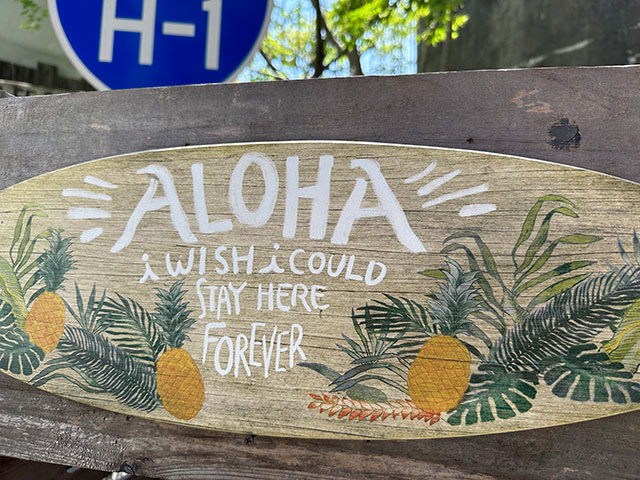 H-1
ALOHA
i WISH i COULD
STAY HERE
FOREVER